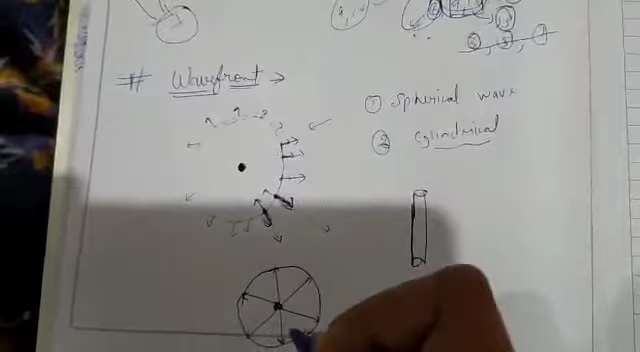 # Wavefront →
① Spherical wave
② cylindrical